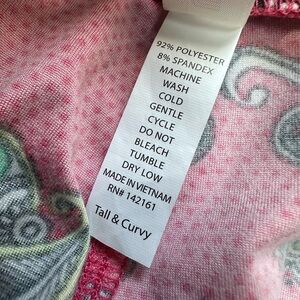 92% POLYESTER
8% SPANDEX
MACHINE
WASH
COLD
GENTLE
CYCLE
DO NOT
BLEACH
TUMBLE
DRY LOW
MADE IN VIETNAM
RN# 142161
Tall & Curvy